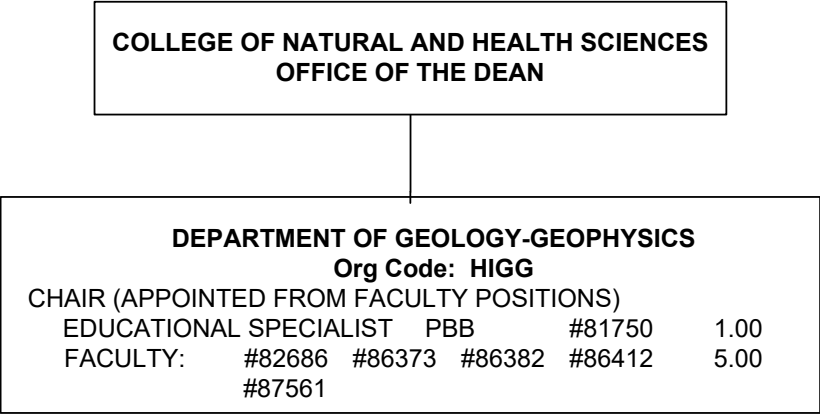 COLLEGE OF NATURAL AND HEALTH SCIENCES
OFFICE OF THE DEAN
DEPARTMENT OF GEOLOGY-GEOPHYSICS
Org Code: HIGG
CHAIR (APPOINTED FROM FACULTY POSITIONS)
EDUCATIONAL SPECIALIST PBB #81750 1.00
FACULTY: #82686 #86373 #86382 #86412 5.00
#87561